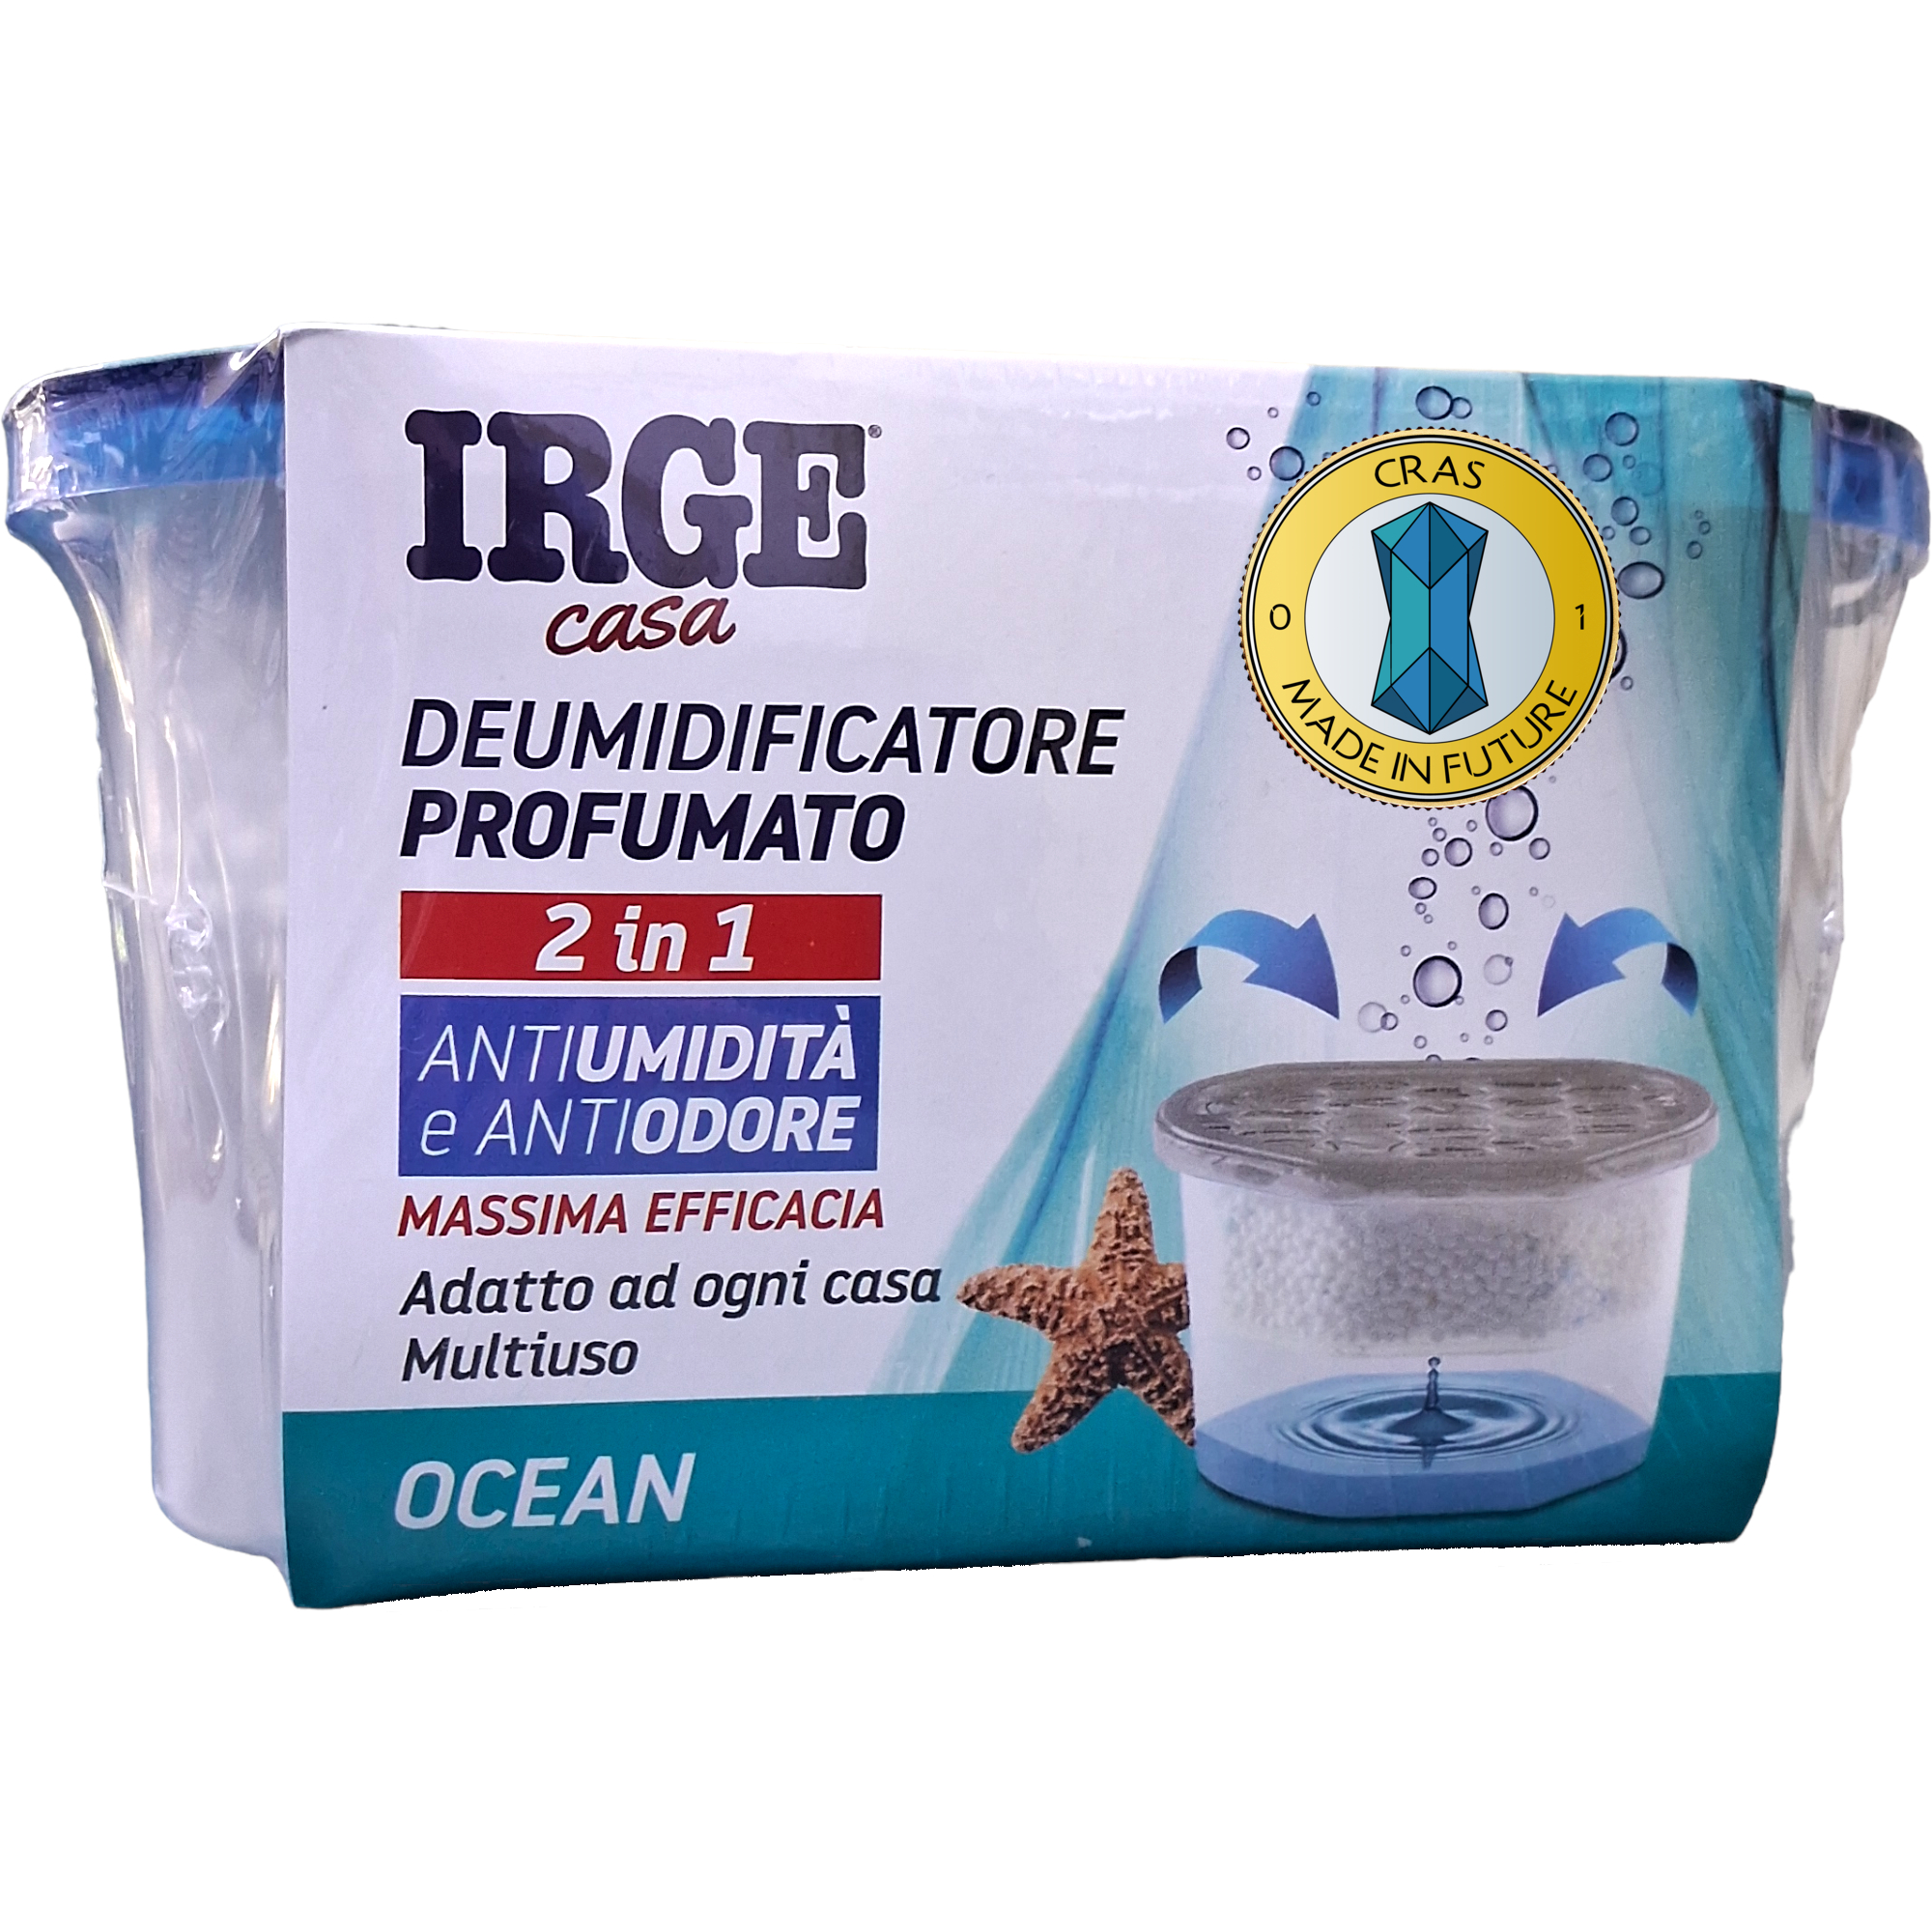 IRGE®
casa
DEUMIDIFICATORE
PROFUMATO
2 in 1
ANTIUMIDITÀ
e ANTIODORE
MASSIMA EFFICACIA
Adatto ad ogni casa
Multiuso
OCEAN
CRAS
0 1
MADE IN FUTURE